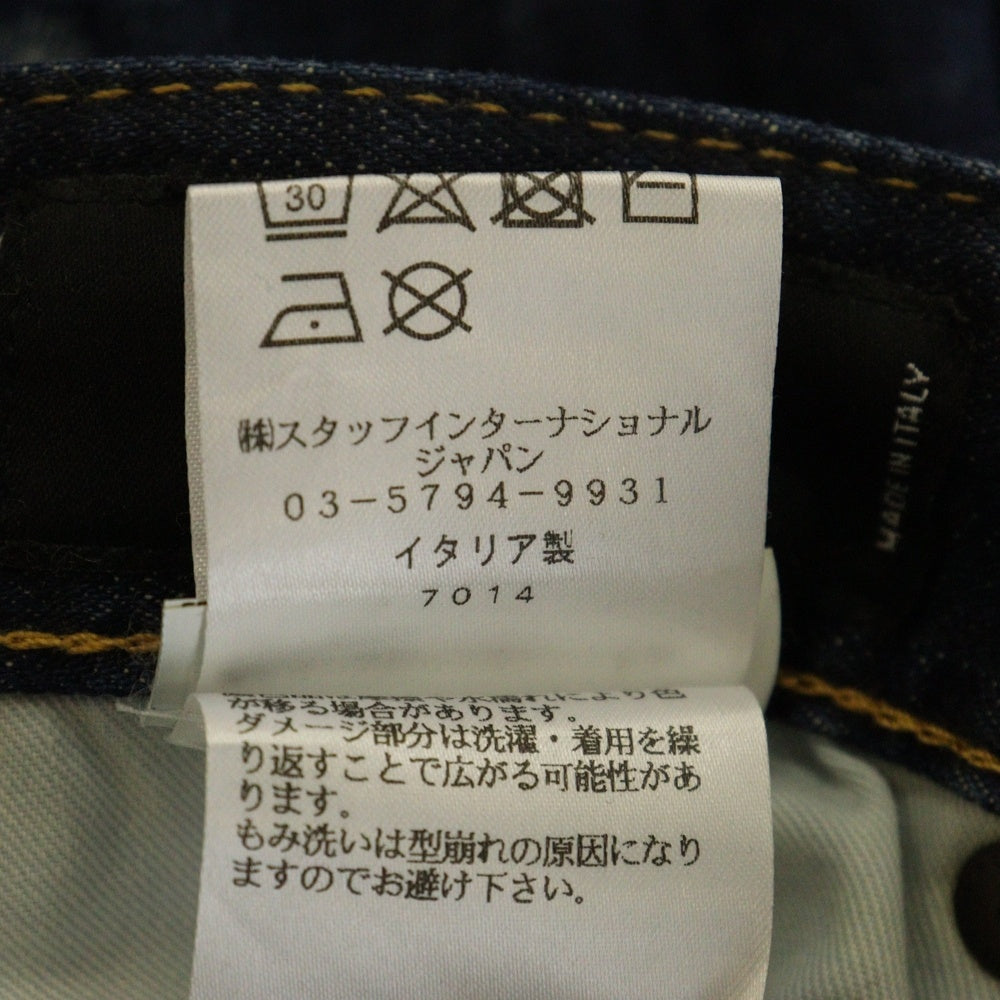 30
㈱スタッフインターナショナル
ジャパン
03-5794-9931
イタリア製
7014
MADE IN ITALY
により色
が移る場合があります。
ダメージ部分は洗濯・着用を繰
り返すことで広がる可能性があ
ります。
もみ洗いは型崩れの原因になり
ますのでお避け下さい。